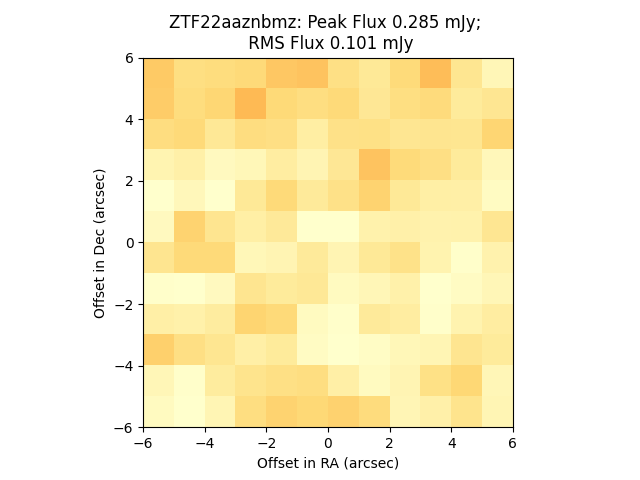 ZTF22aaznbmz: Peak Flux 0.285 mJy;
RMS Flux 0.101 mJy
6
4
2
0
−2
−4
−6
Offset in Dec (arcsec)
−6 −4 −2 0 2 4 6
Offset in RA (arcsec)